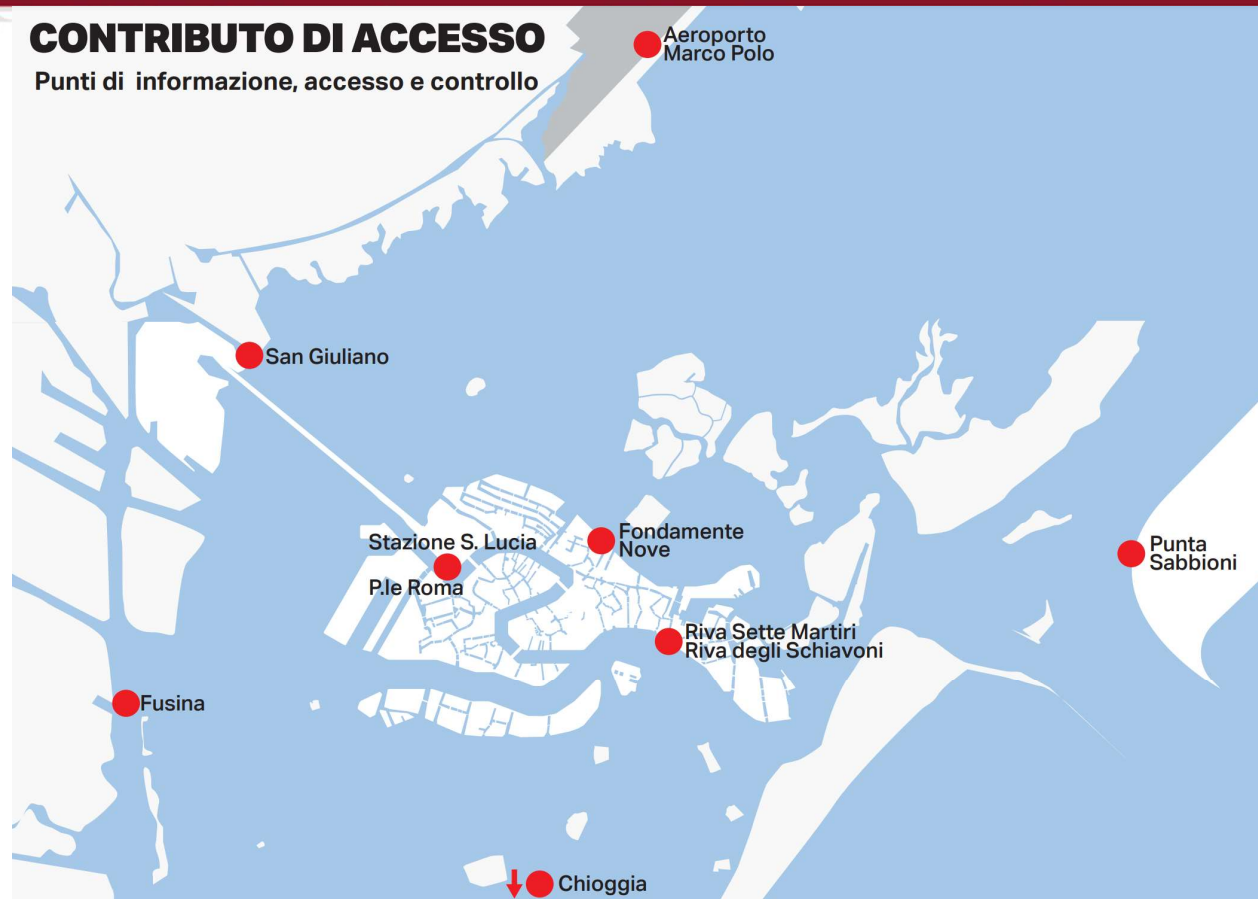 CONTRIBUTO DI ACCESSO
Punti di informazione, accesso e controllo
Aeroporto
Marco Polo
San Giuliano
Stazione S. Lucia
P.le Roma
Fondamente
Nove
Punta
Sabbioni
Riva Sette Martiri
Riva degli Schiavoni
Fusina
Chioggia